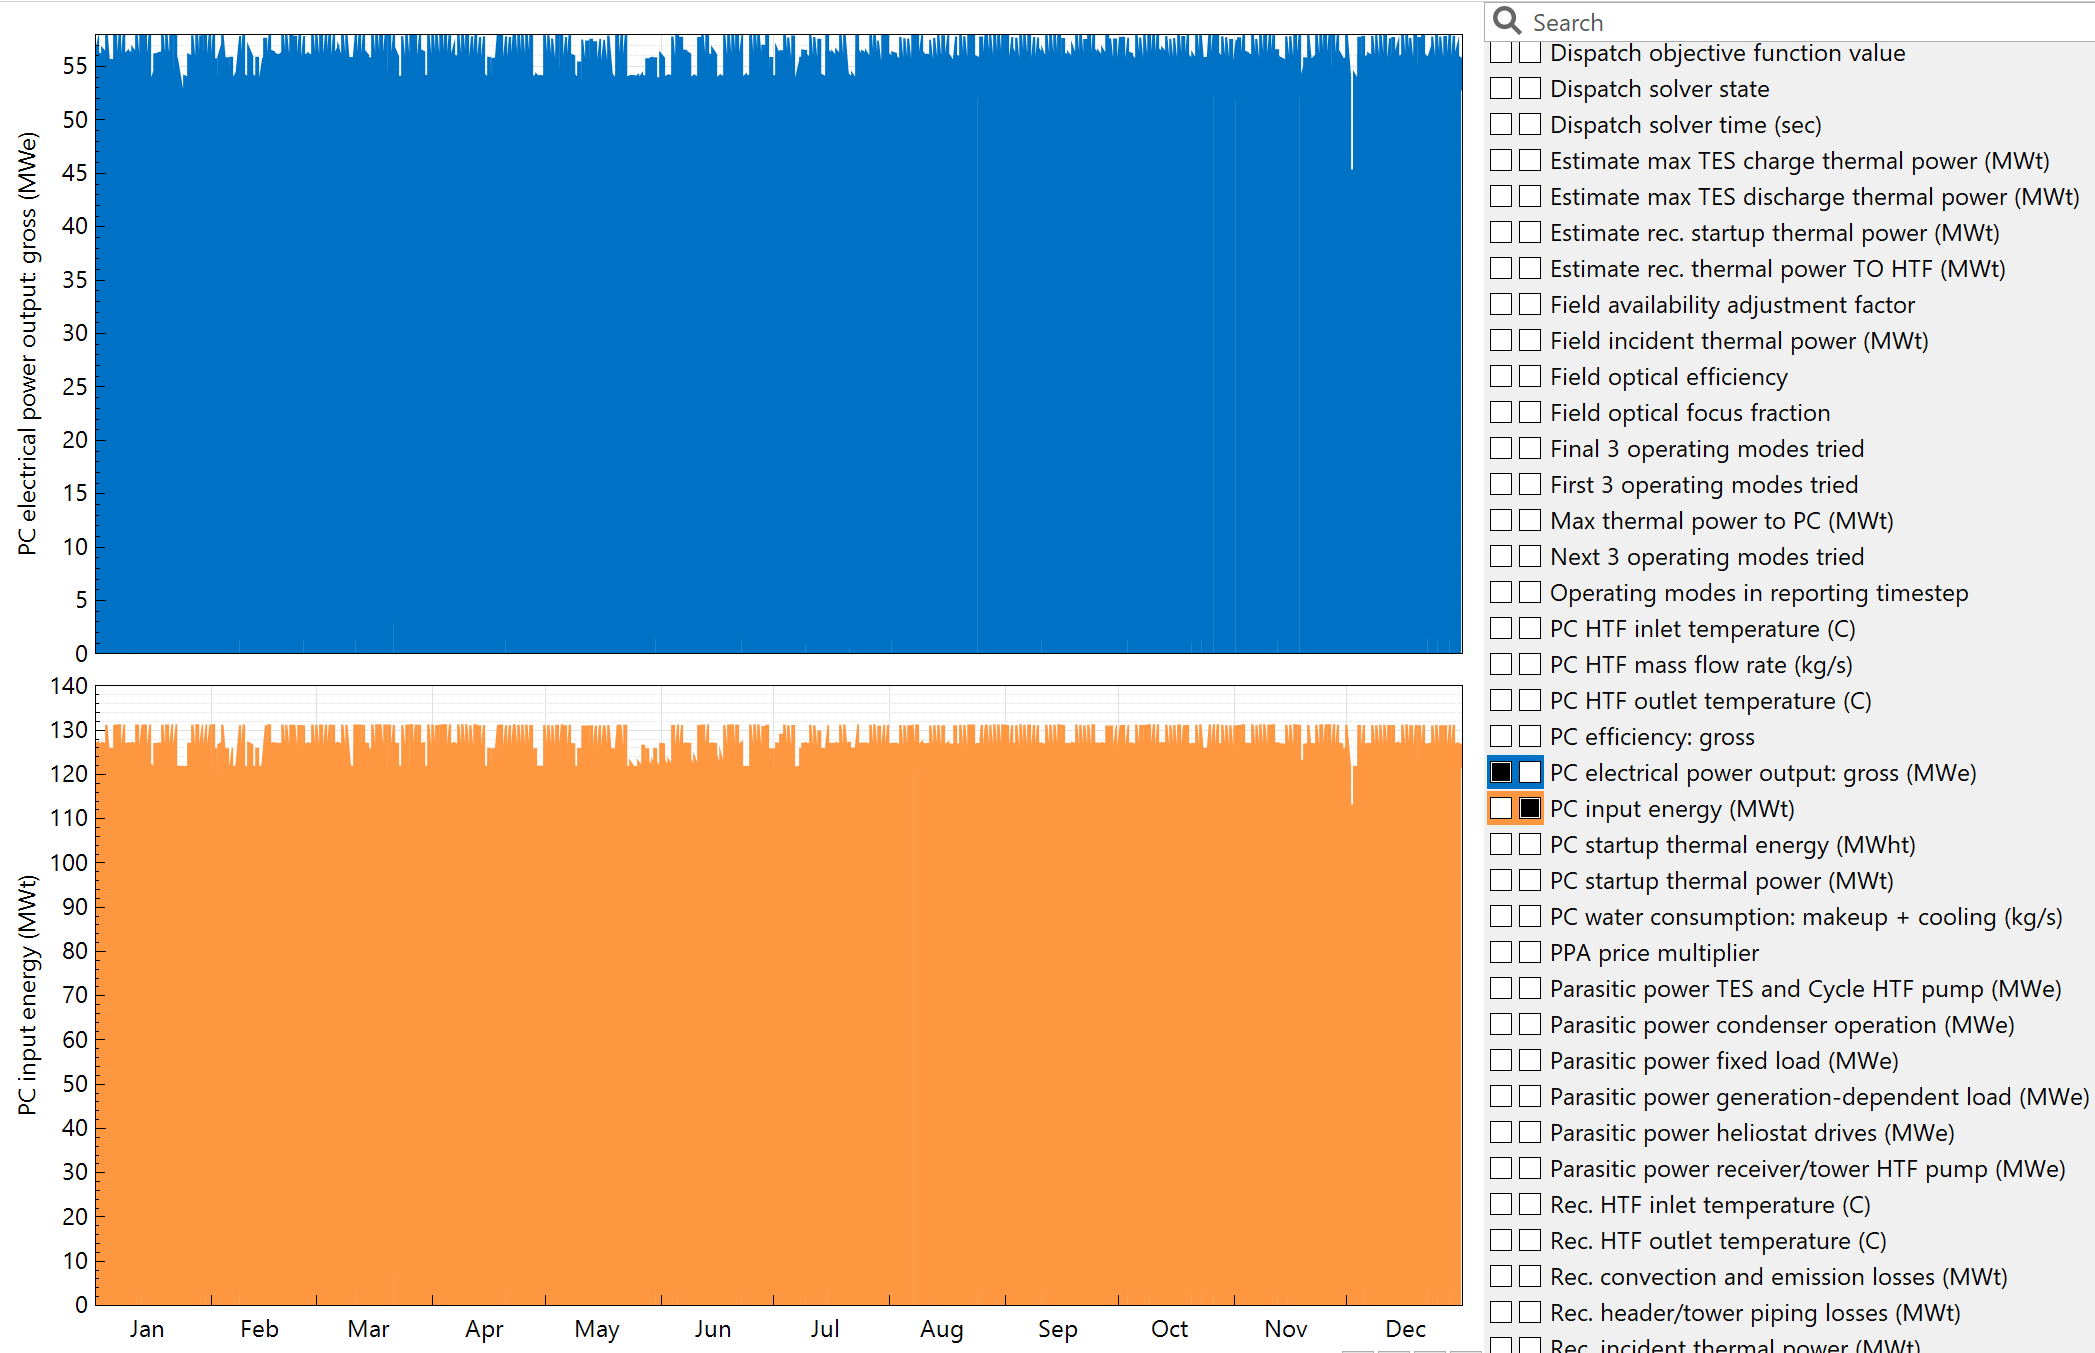 PC electrical power output: gross (MWe)
55
50
45
40
35
30
25
20
15
10
5
0
PC input energy (MWt)
140
130
120
110
100
90
80
70
60
50
40
30
20
10
0
Jan Feb Mar Apr May Jun Jul Aug Sep Oct Nov Dec
Search
Dispatch objective function value
Dispatch solver state
Dispatch solver time (sec)
Estimate max TES charge thermal power (MWt)
Estimate max TES discharge thermal power (MWt)
Estimate rec. startup thermal power (MWt)
Estimate rec. thermal power TO HTF (MWt)
Field availability adjustment factor
Field incident thermal power (MWt)
Field optical efficiency
Field optical focus fraction
Final 3 operating modes tried
First 3 operating modes tried
Max thermal power to PC (MWt)
Next 3 operating modes tried
Operating modes in reporting timestep
PC HTF inlet temperature (C)
PC HTF mass flow rate (kg/s)
PC HTF outlet temperature (C)
PC efficiency: gross
PC electrical power output: gross (MWe)
PC input energy (MWt)
PC startup thermal energy (MWht)
PC startup thermal power (MWt)
PC water consumption: makeup + cooling (kg/s)
PPA price multiplier
Parasitic power TES and Cycle HTF pump (MWe)
Parasitic power condenser operation (MWe)
Parasitic power fixed load (MWe)
Parasitic power generation-dependent load (MWe)
Parasitic power heliostat drives (MWe)
Parasitic power receiver/tower HTF pump (MWe)
Rec. HTF inlet temperature (C)
Rec. HTF outlet temperature (C)
Rec. convection and emission losses (MWt)
Rec. header/tower piping losses (MWt)
Rec. incident thermal power (MWt)